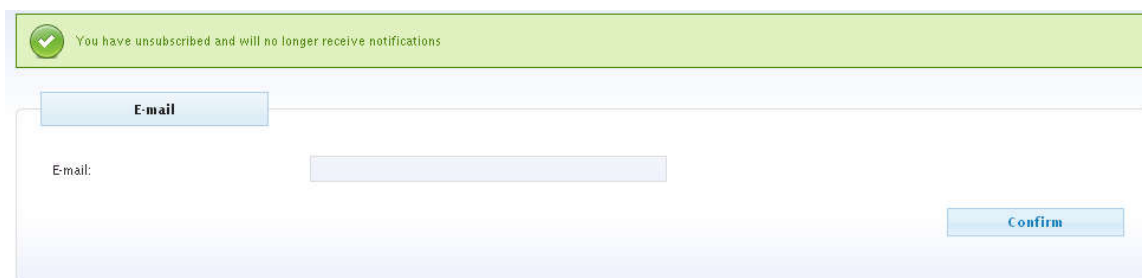 You have unsubscribed and will no longer receive notifications
E-mail
E-mail:
Confirm